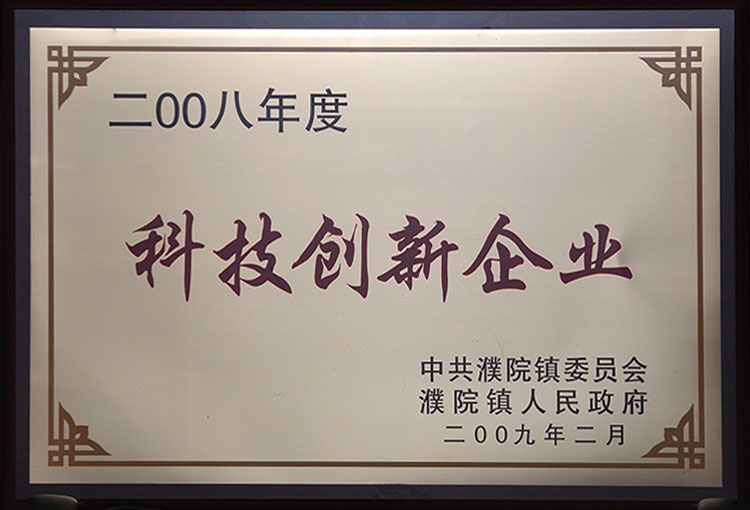 二00八年度
科技创新企业
中共濮院镇委员会
濮院镇人民政府
二00九年二月